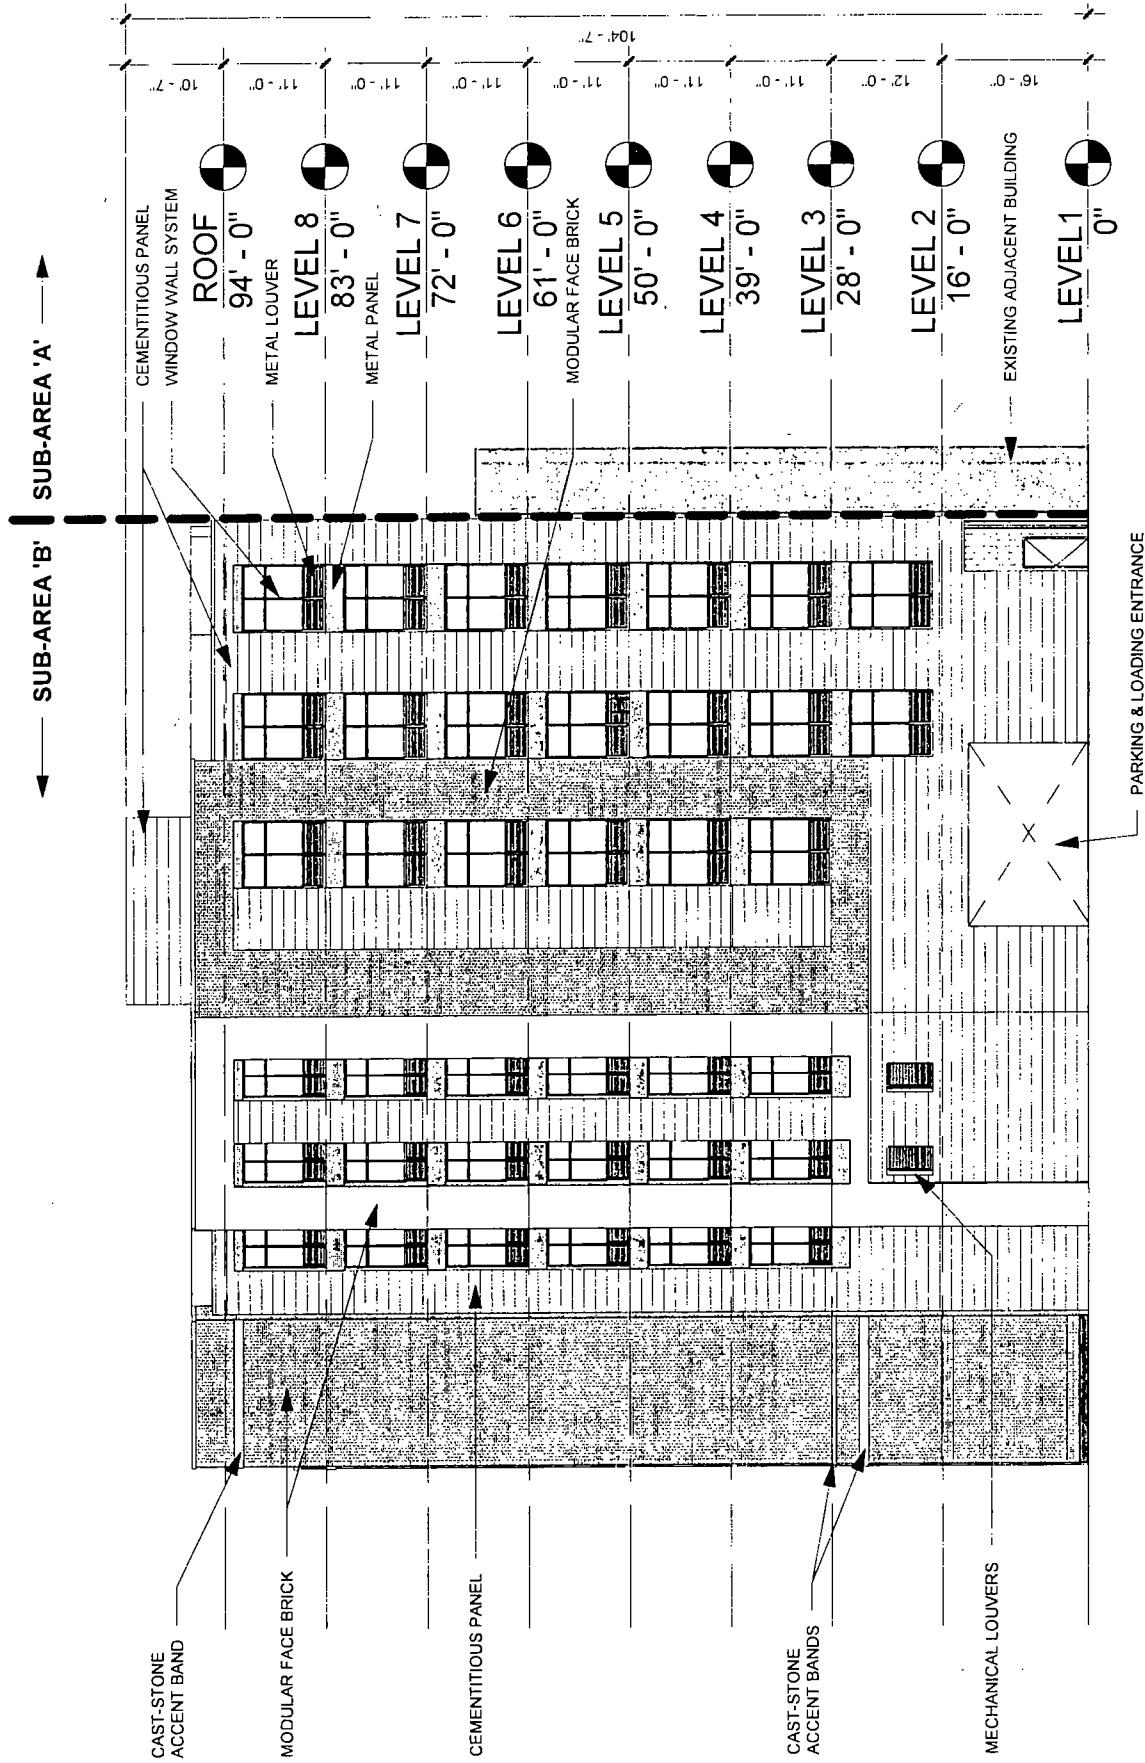 SUB-AREA 'B'
SUB-AREA 'A'
CEMENTITIOUS PANEL
WINDOW WALL SYSTEM
ROOF
94' - 0"
METAL LOUVER
LEVEL 8
83' - 0"
METAL PANEL
LEVEL 7
72' - 0"
LEVEL 6
61' - 0"
MODULAR FACE BRICK
LEVEL 5
50' - 0"
LEVEL 4
39' - 0"
LEVEL 3
28' - 0"
LEVEL 2
16' - 0"
EXISTING ADJACENT BUILDING
LEVEL 1
0"
10' - 7"
11' - 0"
11' - 0"
11' - 0"
11' - 0"
11' - 0"
11' - 0"
12' - 0"
16' - 0"
104' - 7"
CAST-STONE
ACCENT BAND
MODULAR FACE BRICK
CEMENTITIOUS PANEL
CAST-STONE
ACCENT BANDS
MECHANICAL LOUVERS
PARKING & LOADING ENTRANCE